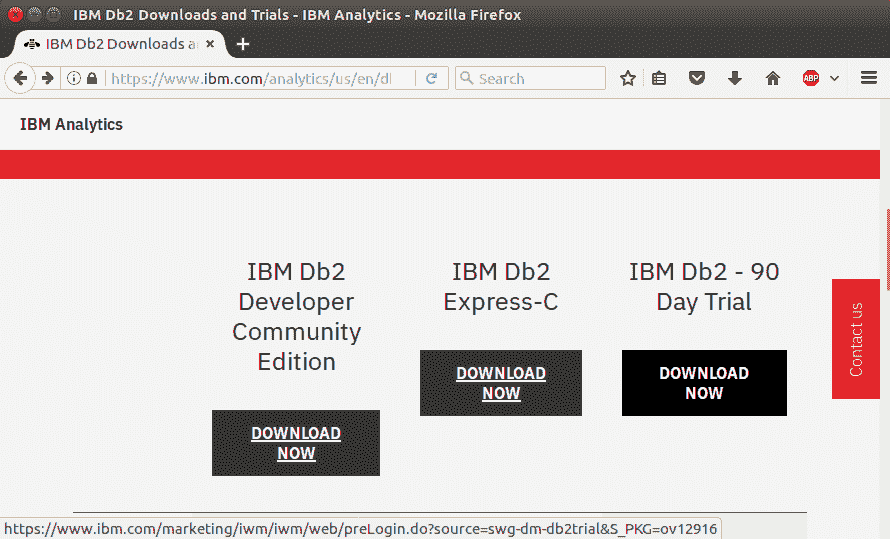 IBM Db2 Downloads and Trials - IBM Analytics - Mozilla Firefox
IBM Db2 Downloads a
https://www.ibm.com/analytics/us/en/dl
Search
ABP
IBM Analytics
IBM Db2
Developer
Community
Edition
DOWNLOAD
NOW
IBM Db2
Express-C
DOWNLOAD
NOW
IBM Db2 - 90
Day Trial
DOWNLOAD
NOW
Contact us
https://www.ibm.com/marketing/iwm/iwm/web/preLogin.do?source=swg-dm-db2trial&S_PKG=ov12916